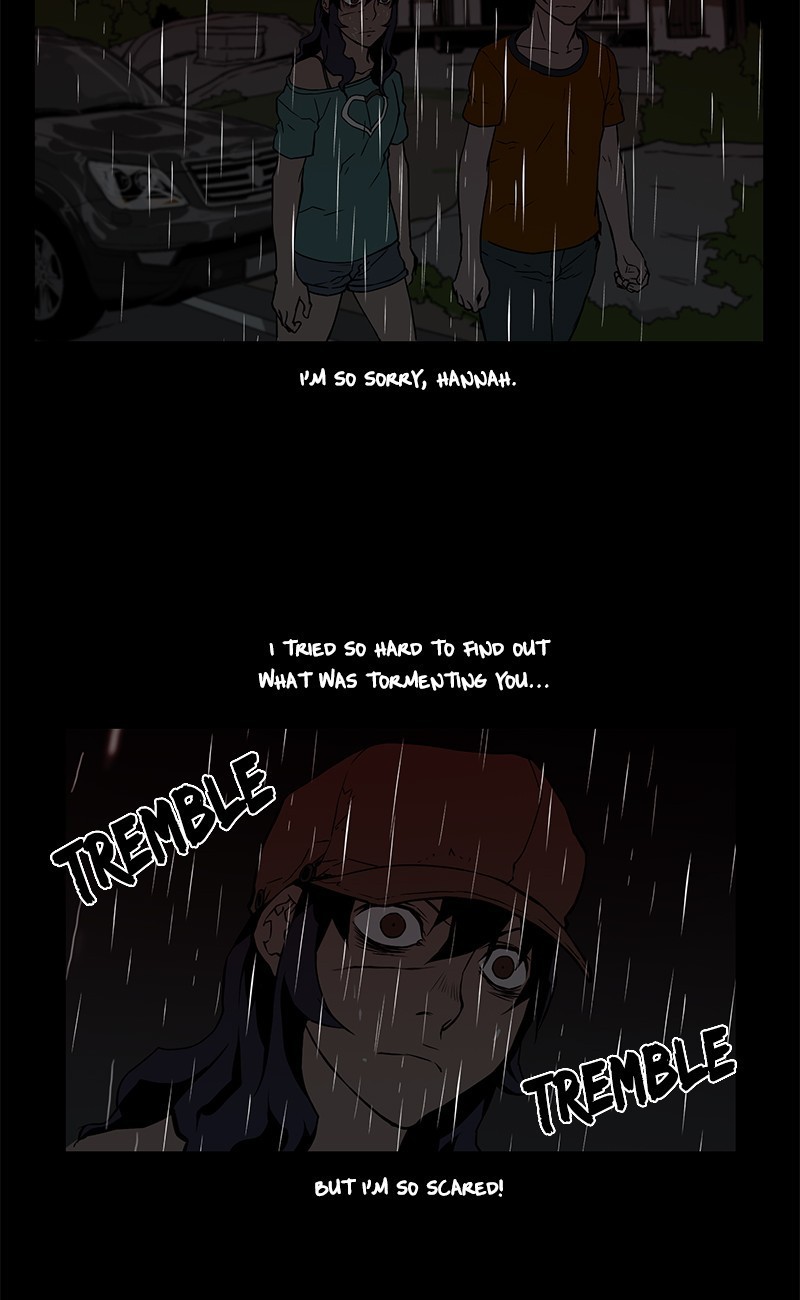 I'M SO SORRY, HANNAH.
I TRIED SO HARD TO FIND OUT
WHAT WAS TORMENTING YOU...
TREMBLE
TREMBLE
BUT I'M SO SCARED!